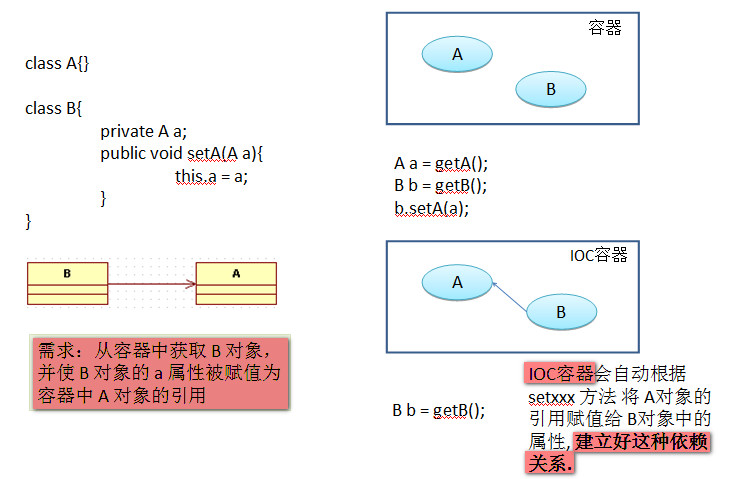 class A{}
class B{
private A a;
public void setA(A a){
this.a = a;
}
}
B
A
需求：从容器中获取 B 对象，
并使 B 对象的 a 属性被赋值为
容器中 A 对象的引用
容器
A
B
A a = getA();
B b = getB();
b.setA(a);
IOC容器
A
B
B b = getB();
IOC容器会自动根据
setxxx 方法 将 A对象的
引用赋值给 B对象中的
属性, 建立好这种依赖
关系.